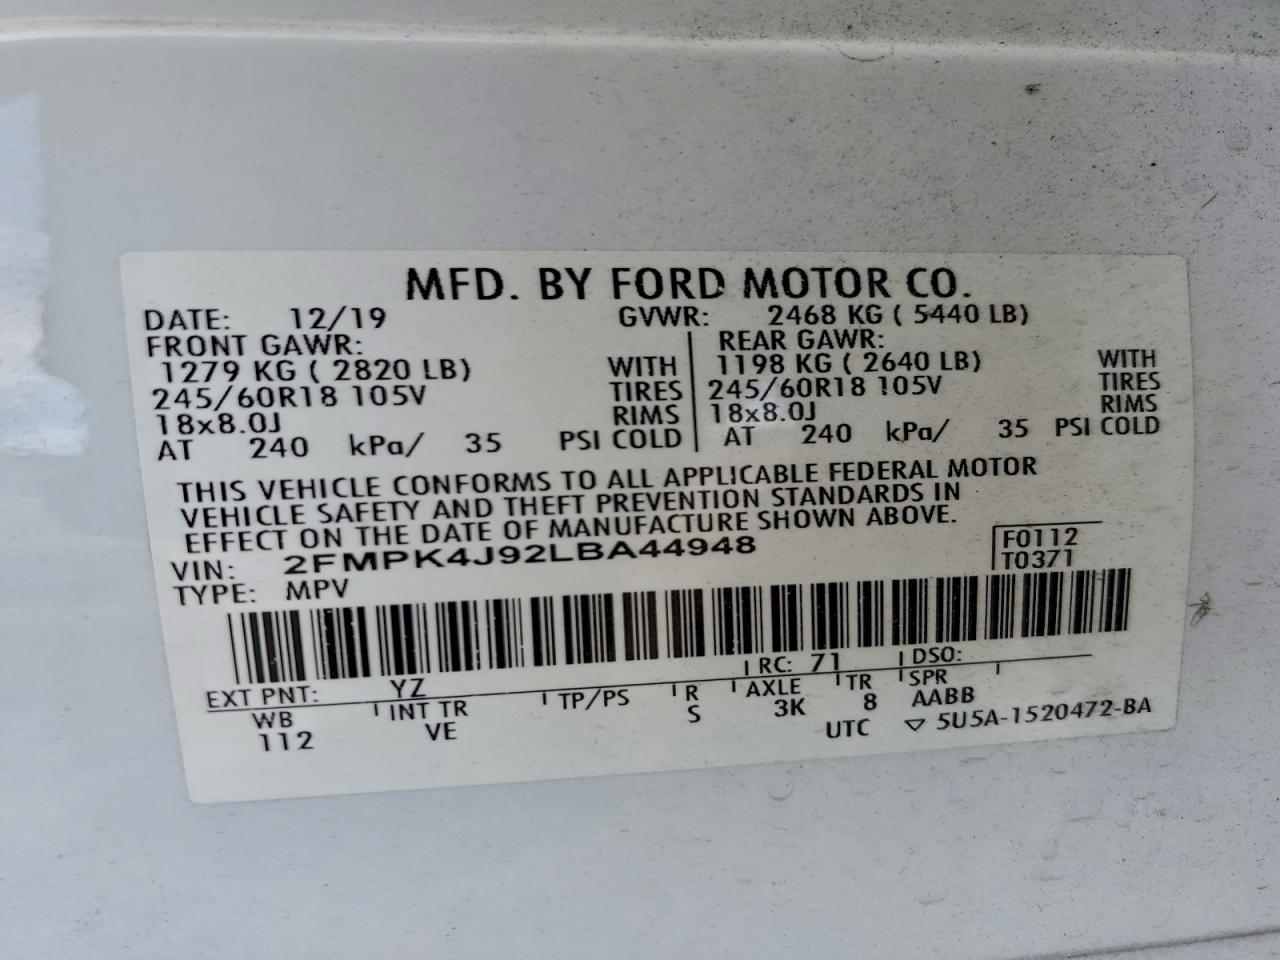 MFD. BY FORD MOTOR CO.
DATE: 12/19 GVWR: 2468 KG ( 5440 LB)
FRONT GAWR: REAR GAWR:
1279 KG ( 2820 LB) WITH 1198 KG ( 2640 LB) WITH
245/60R18 105V TIRES 245/60R18 105V TIRES
18x8.0J RIMS 18x8.0J RIMS
AT 240 kPa/ 35 PSI COLD AT 240 kPa/ 35 PSI COLD
THIS VEHICLE CONFORMS TO ALL APPLICABLE FEDERAL MOTOR
VEHICLE SAFETY AND THEFT PREVENTION STANDARDS IN
EFFECT ON THE DATE OF MANUFACTURE SHOWN ABOVE.
VIN: 2FMPK4J92LBA44948 F0112
TYPE: MPV T0371
EXT PNT: YZ RC: 71 DSO:
WB INT TR TP/PS R AXLE TR SPR
112 VE S 3K 8 AABB
UTC ▽ 5U5A-1520472-BA